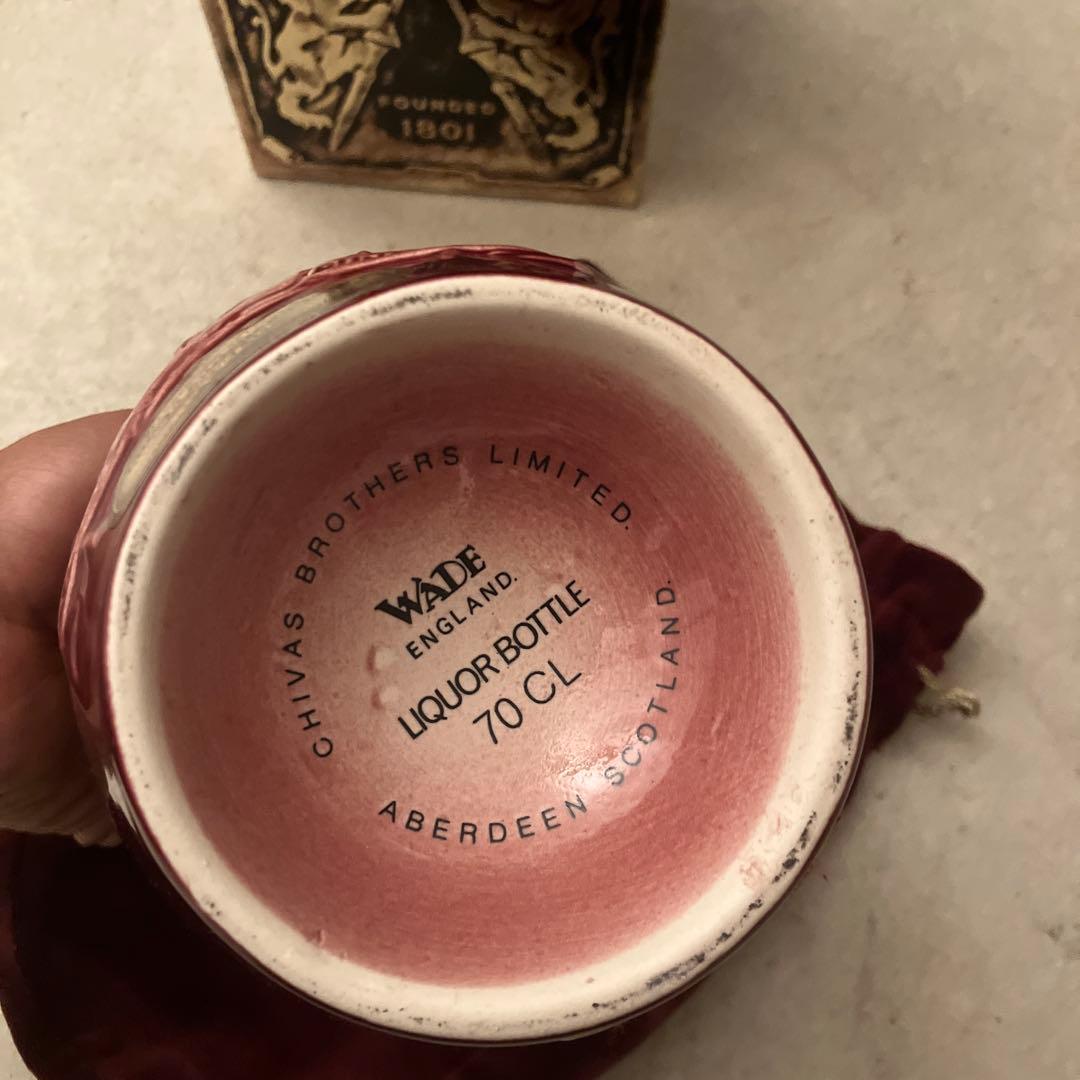 FOUNDED
1801
CHIVAS BROTHERS LIMITED.
WADE
ENGLAND.
LIQUOR BOTTLE
70 CL
ABERDEEN SCOTLAND.